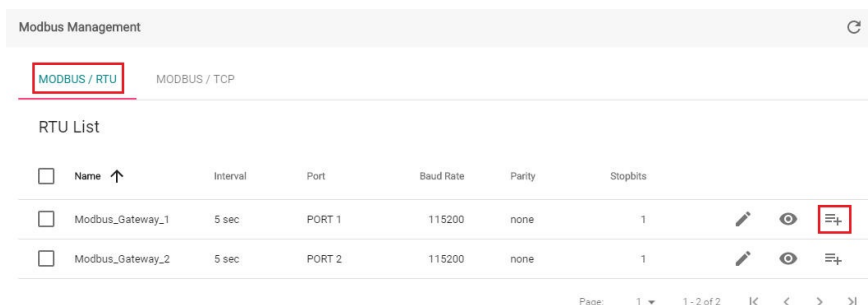 Modbus Management
MODBUS / RTU MODBUS / TCP
RTU List
Name Interval Port Baud Rate Parity Stopbits
Modbus_Gateway_1 5 sec PORT 1 115200 none 1
Modbus_Gateway_2 5 sec PORT 2 115200 none 1
Page: 1 1 - 2 of 2